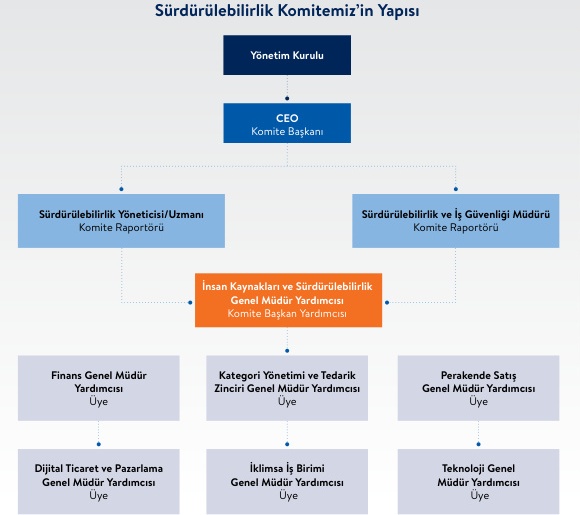 Sürdürülebilirlik Komitemiz’in Yapısı
Yönetim Kurulu
CEO
Komite Başkanı
Sürdürülebilirlik Yöneticisi/Uzmanı
Komite Raportörü
Sürdürülebilirlik ve İş Güvenliği Müdürü
Komite Raportörü
İnsan Kaynakları ve Sürdürülebilirlik
Genel Müdür Yardımcısı
Komite Başkan Yardımcısı
Finans Genel Müdür
Yardımcısı
Üye
Kategori Yönetimi ve Tedarik
Zinciri Genel Müdür Yardımcısı
Üye
Perakende Satış
Genel Müdür Yardımcısı
Üye
Dijital Ticaret ve Pazarlama
Genel Müdür Yardımcısı
Üye
İklimsa İş Birimi
Genel Müdür Yardımcısı
Üye
Teknoloji Genel
Müdür Yardımcısı
Üye